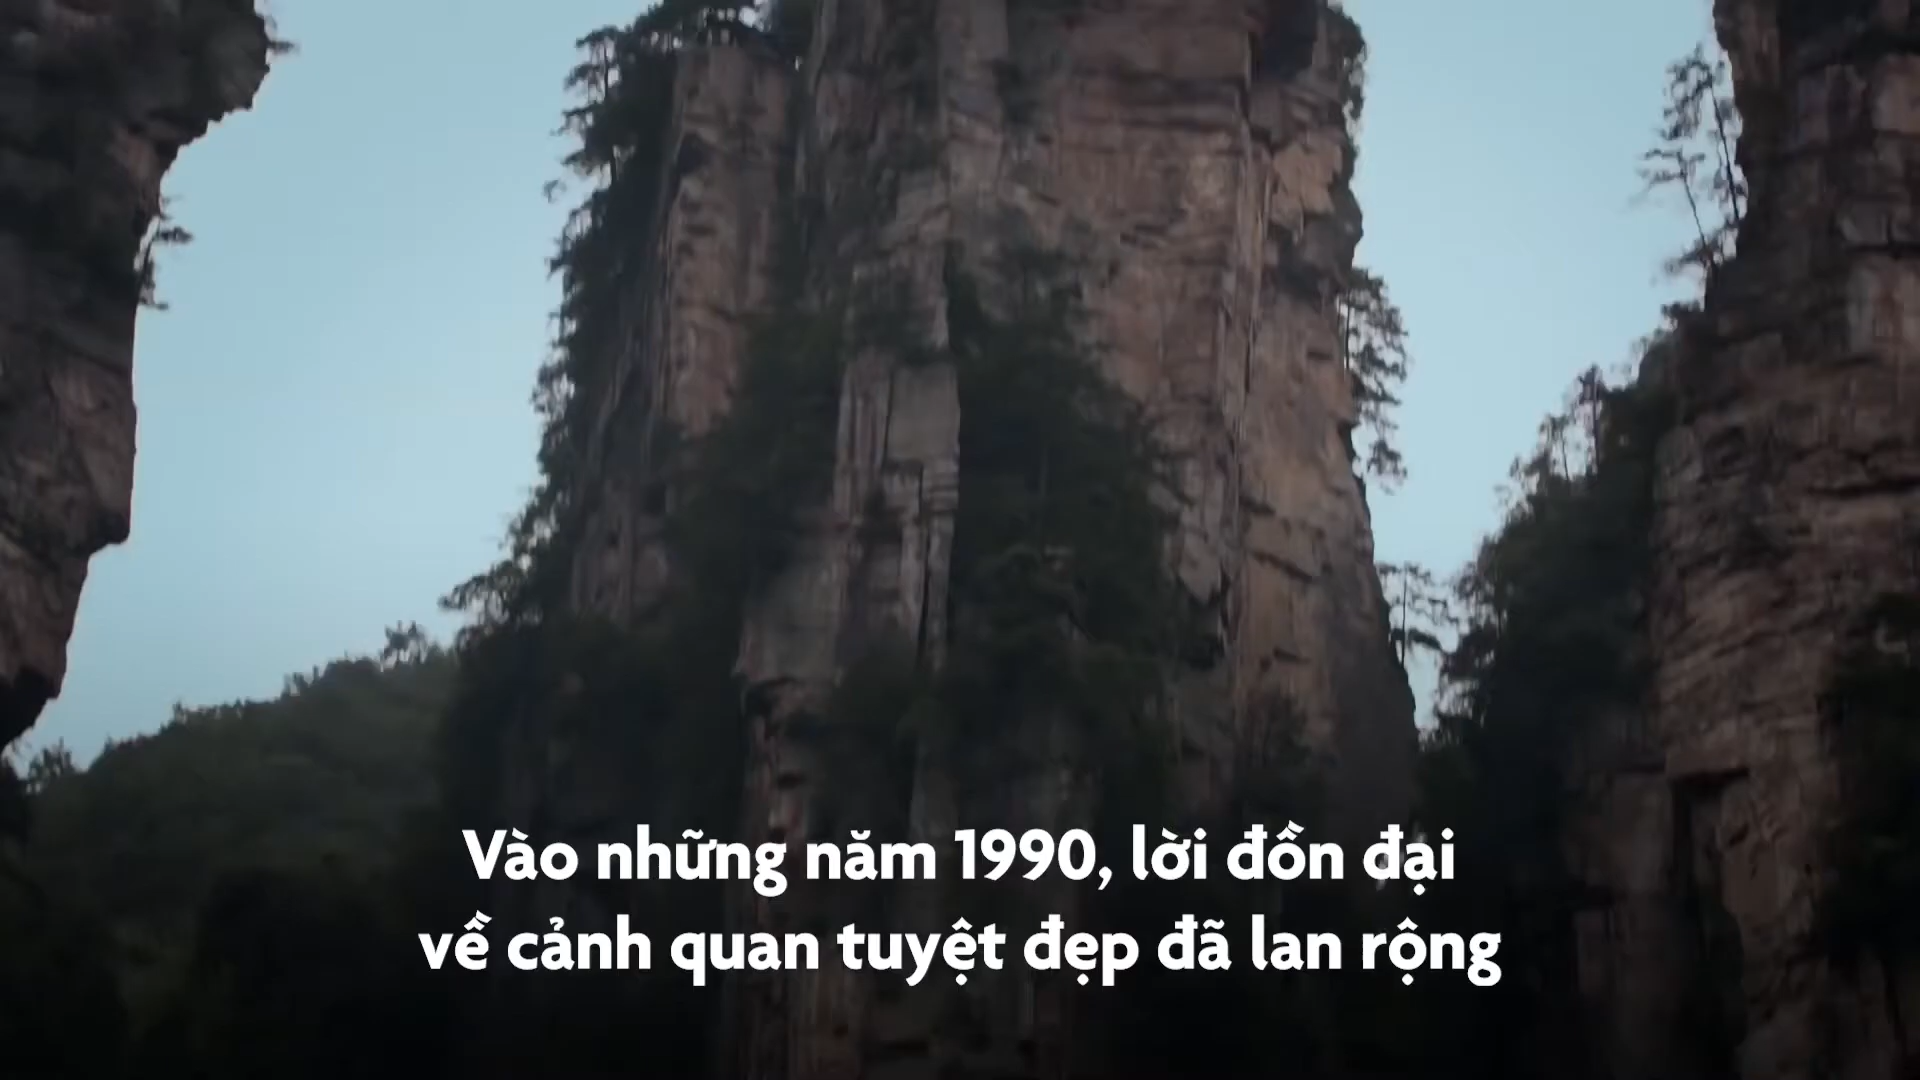 Vào những năm 1990, lời đồn đại
về cảnh quan tuyệt đẹp đã lan rộng